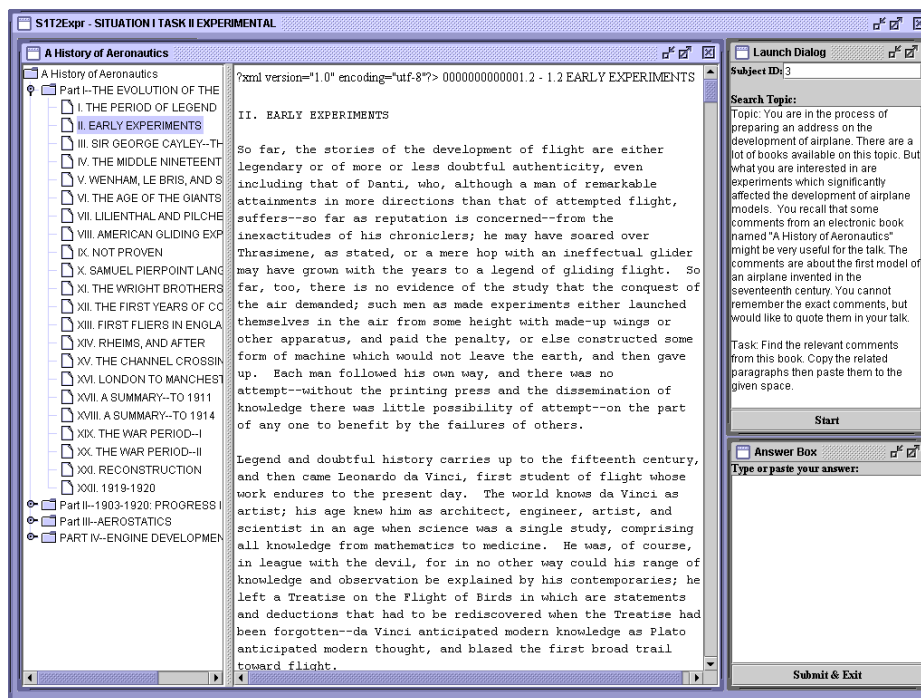 S1T2Expr - SITUATION I TASK II EXPERIMENTAL
A History of Aeronautics
A History of Aeronautics
Part I--THE EVOLUTION OF THE
I. THE PERIOD OF LEGEND
II. EARLY EXPERIMENTS
III. SIR GEORGE CAYLEY--TH
IV. THE MIDDLE NINETEENT
V. WENHAM, LE BRIS, AND S
VI. THE AGE OF THE GIANTS
VII. LILIENTHAL AND PILCHE
VIII. AMERICAN GLIDING EXP
IX. NOT PROVEN
X. SAMUEL PIERPOINT LANG
XI. THE WRIGHT BROTHERS
XII. THE FIRST YEARS OF CO
XIII. FIRST FLIERS IN ENGLA
XIV. RHEIMS, AND AFTER
XV. THE CHANNEL CROSSIN
XVI. LONDON TO MANCHEST
XVII. A SUMMARY--TO 1911
XVIII. A SUMMARY--TO 1914
XIX. THE WAR PERIOD--I
XX. THE WAR PERIOD--II
XXI. RECONSTRUCTION
XXII. 1919-1920
Part II--1903-1920: PROGRESS I
Part III--AEROSTATICS
PART IV--ENGINE DEVELOPMEN
?xml version="1.0" encoding="utf-8"?> 0000000000001.2 - 1.2 EARLY EXPERIMENTS
II. EARLY EXPERIMENTS
So far, the stories of the development of flight are either
legendary or of more or less doubtful authenticity, even
including that of Danti, who, although a man of remarkable
attainments in more directions than that of attempted flight,
suffers--so far as reputation is concerned--from the
inexactitudes of his chroniclers; he may have soared over
Thrasimene, as stated, or a mere hop with an ineffectual glider
may have grown with the years to a legend of gliding flight. So
far, too, there is no evidence of the study that the conquest of
the air demanded; such men as made experiments either launched
themselves in the air from some height with made-up wings or
other apparatus, and paid the penalty, or else constructed some
form of machine which would not leave the earth, and then gave
up. Each man followed his own way, and there was no
attempt--without the printing press and the dissemination of
knowledge there was little possibility of attempt--on the part
of any one to benefit by the failures of others.
Legend and doubtful history carries up to the fifteenth century,
and then came Leonardo da Vinci, first student of flight whose
work endures to the present day. The world knows da Vinci as
artist; his age knew him as architect, engineer, artist, and
scientist in an age when science was a single study, comprising
all knowledge from mathematics to medicine. He was, of course,
in league with the devil, for in no other way could his range of
knowledge and observation be explained by his contemporaries; he
left a Treatise on the Flight of Birds in which are statements
and deductions that had to be rediscovered when the Treatise had
been forgotten--da Vinci anticipated modern knowledge as Plato
anticipated modern thought, and blazed the first broad trail
toward flight.
Launch Dialog
Subject ID: 3
Search Topic:
Topic: You are in the process of
preparing an address on the
development of airplane. There are a
lot of books available on this topic. But
what you are interested in are
experiments which significantly
affected the development of airplane
models. You recall that some
comments from an electronic book
named "A History of Aeronautics"
might be very useful for the talk. The
comments are about the first model of
an airplane invented in the
seventeenth century. You cannot
remember the exact comments, but
would like to quote them in your talk.
Task: Find the relevant comments
from this book. Copy the related
paragraphs then paste them to the
given space.
Start
Answer Box
Type or paste your answer:
Submit & Exit